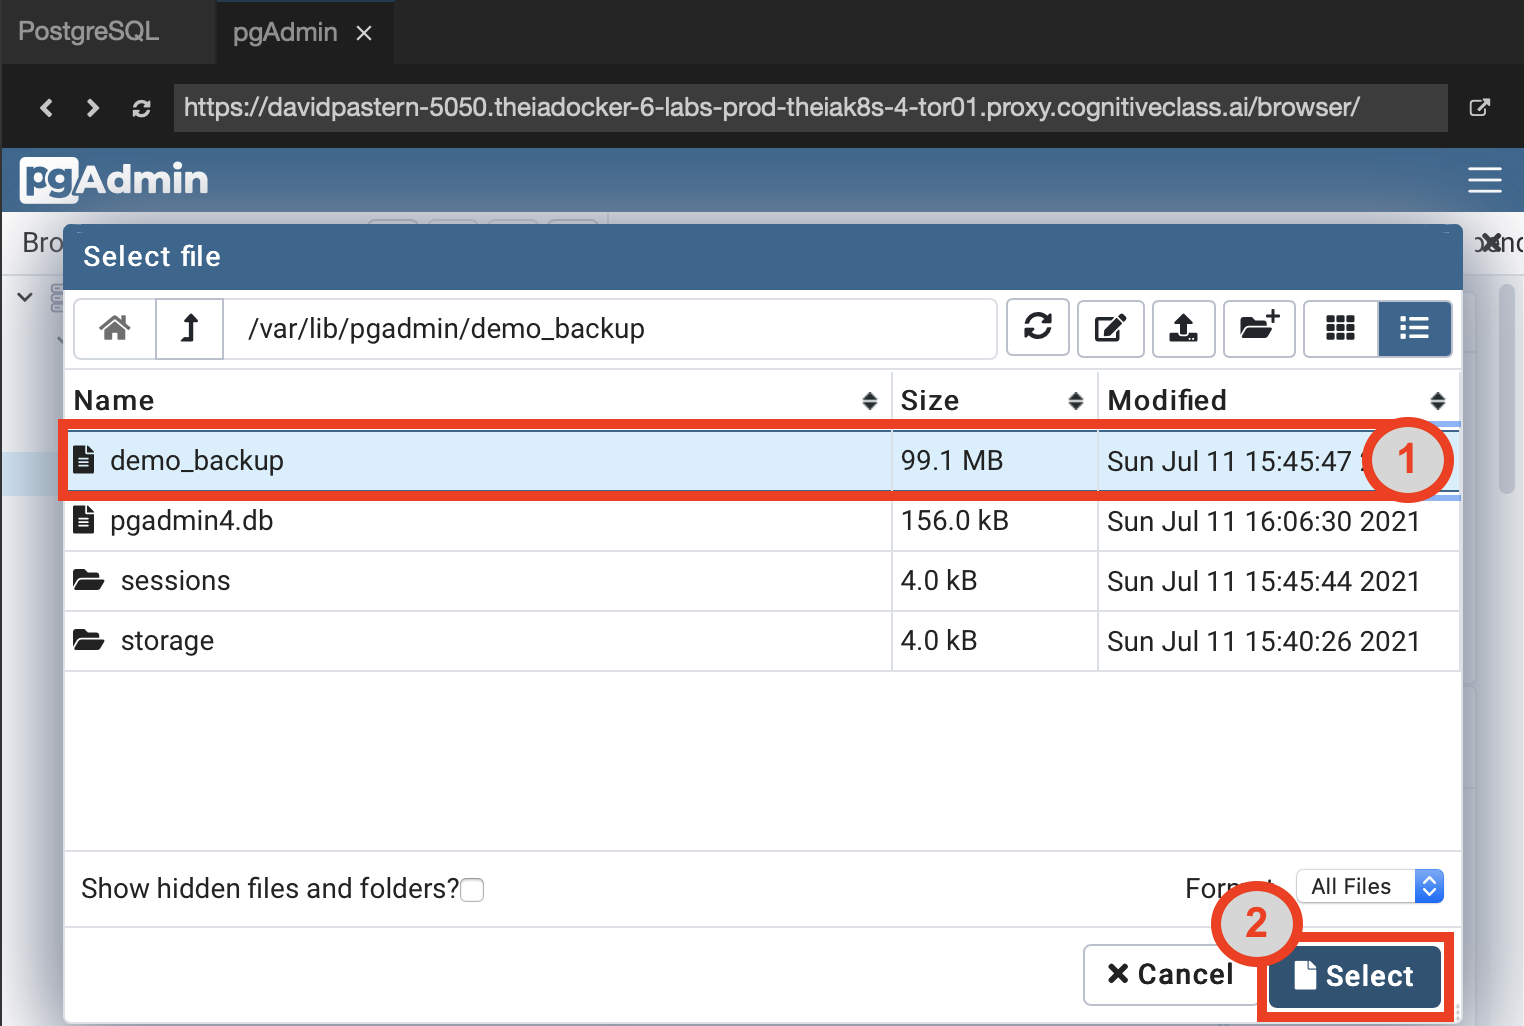 PostgreSQL
pgAdmin
https://davidpastern-5050.theiadocker-6-labs-prod-theiak8s-4-tor01.proxy.cognitiveclass.ai/browser/
pgAdmin
Bro
Select file
/var/lib/pgadmin/demo_backup
Name Size Modified
demo_backup 99.1 MB Sun Jul 11 15:45:47 2
1
pgadmin4.db 156.0 kB Sun Jul 11 16:06:30 2021
sessions 4.0 kB Sun Jul 11 15:45:44 2021
storage 4.0 kB Sun Jul 11 15:40:26 2021
Show hidden files and folders?
All Files
2
Cancel
Select